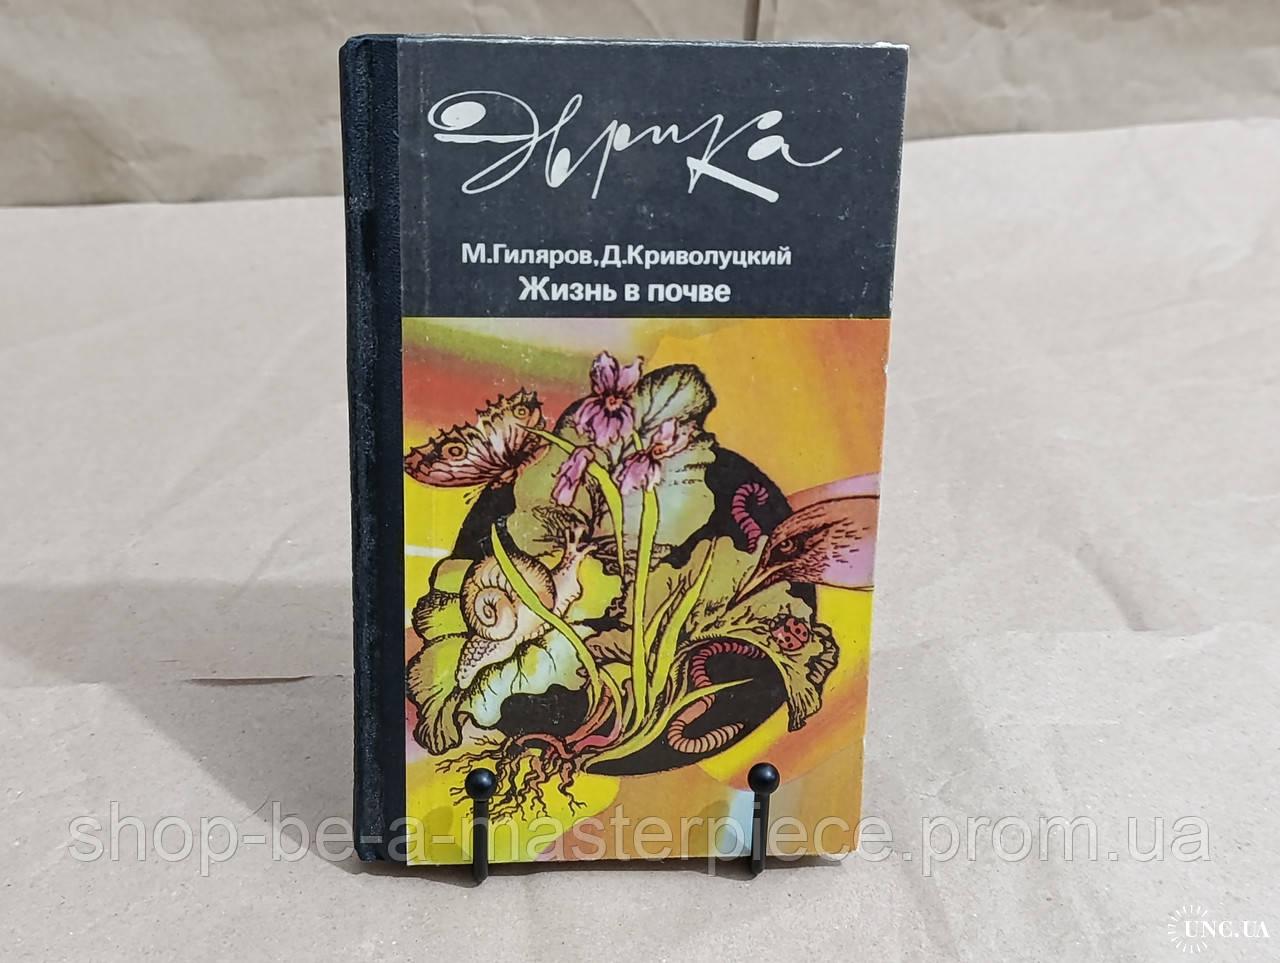 Эврика
М.Гиляров, Д.Криволуцкий
Жизнь в почве
shop-be-a-masterpiece.prom.ua
UNC.UA